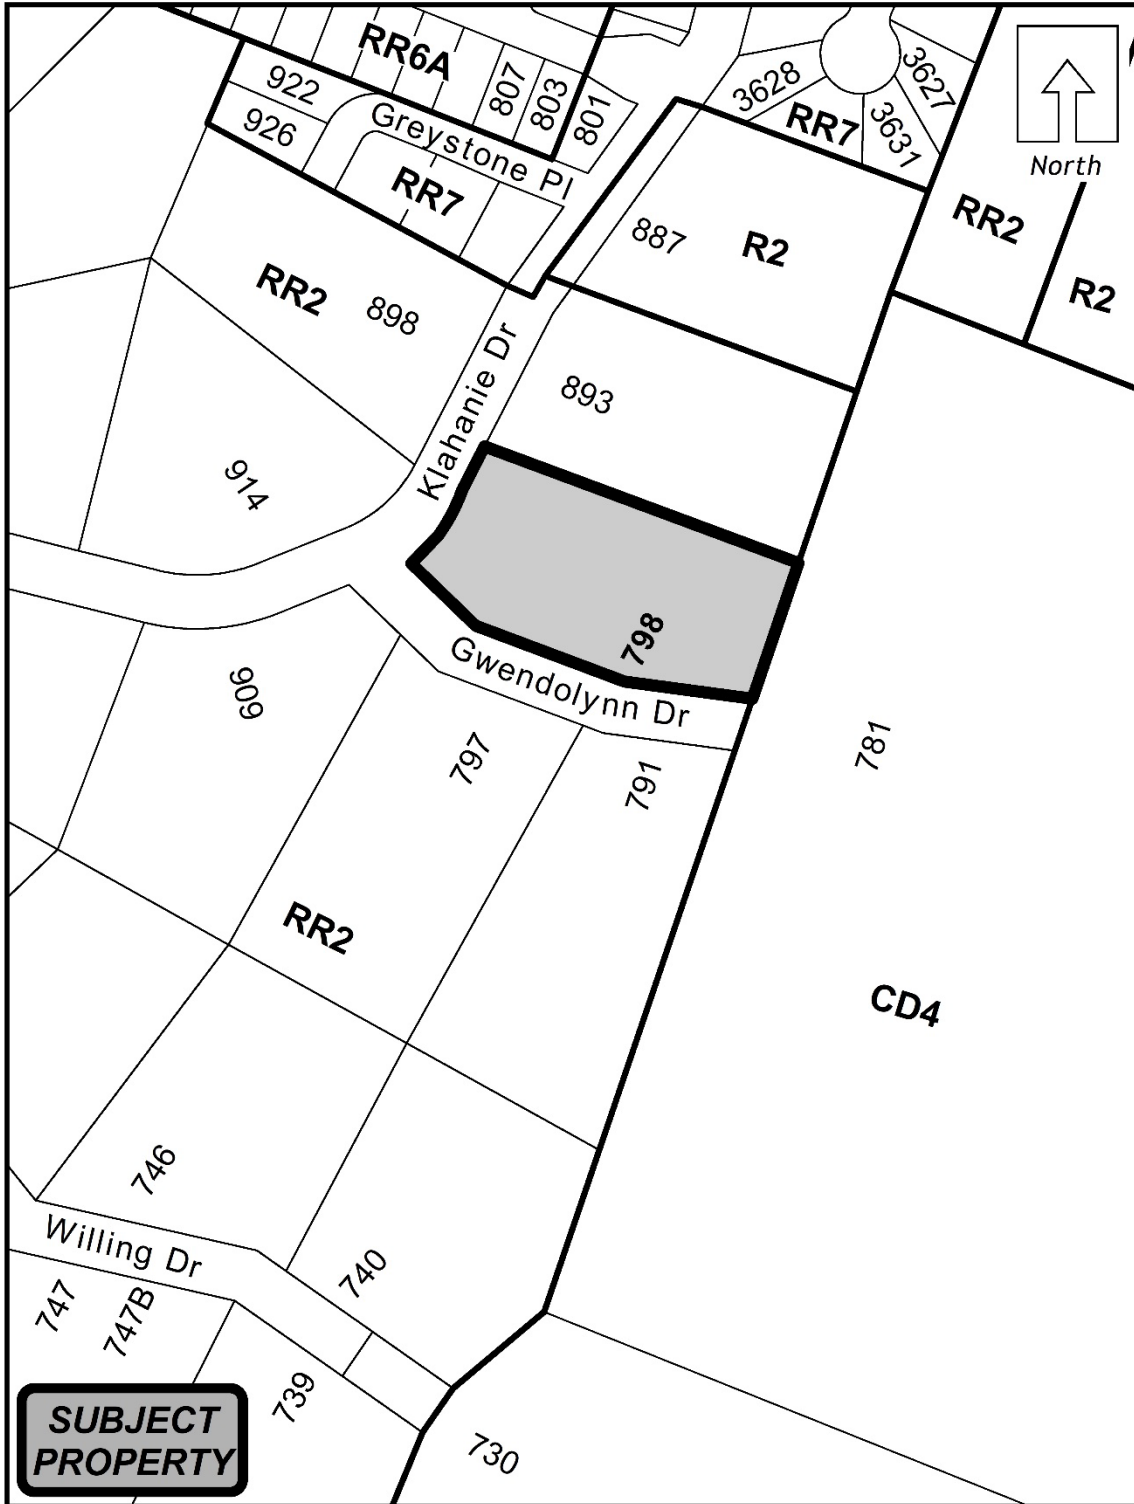 RR6A
922
926
Greystone Pl
807
803
801
RR7
3628
RR7
3631
3627
North
RR2
R2
887
R2
RR2
898
Klahanie Dr
893
914
798
Gwendolynn Dr
909
797
791
781
RR2
CD4
746
Willing Dr
740
747
747B
739
730
SUBJECT
PROPERTY